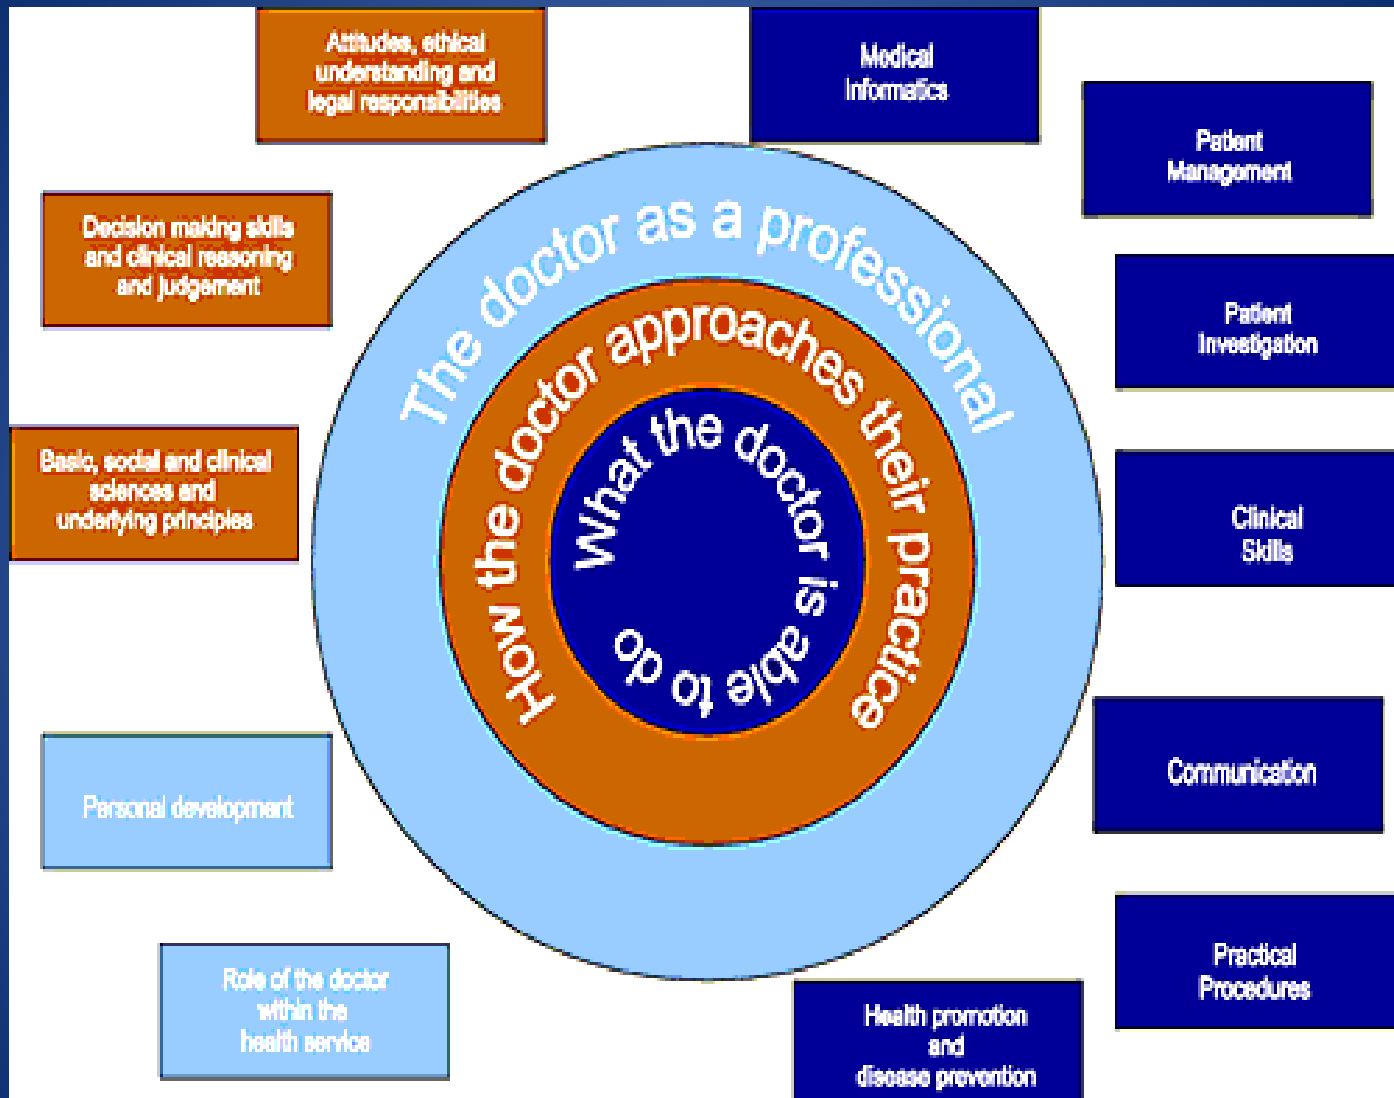 Attitudes, ethical
understanding and
legal responsibilities
Medical
Informatics
Patient
Management
Decision making skills
and clinical reasoning
and judgement
Patient
Investigation
Basic, social and clinical
sciences and
underlying principles
Clinical
Skills
The doctor as a professional
How the doctor approaches their practice
What the doctor is able to do
Personal development
Communication
Role of the doctor
within the
health service
Practical
Procedures
Health promotion
and
disease prevention